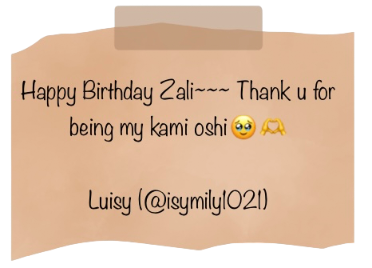 Happy Birthday Zali~~~ Thank u for
being my kami oshi🥹🫶
Luisy (@isymily1021)